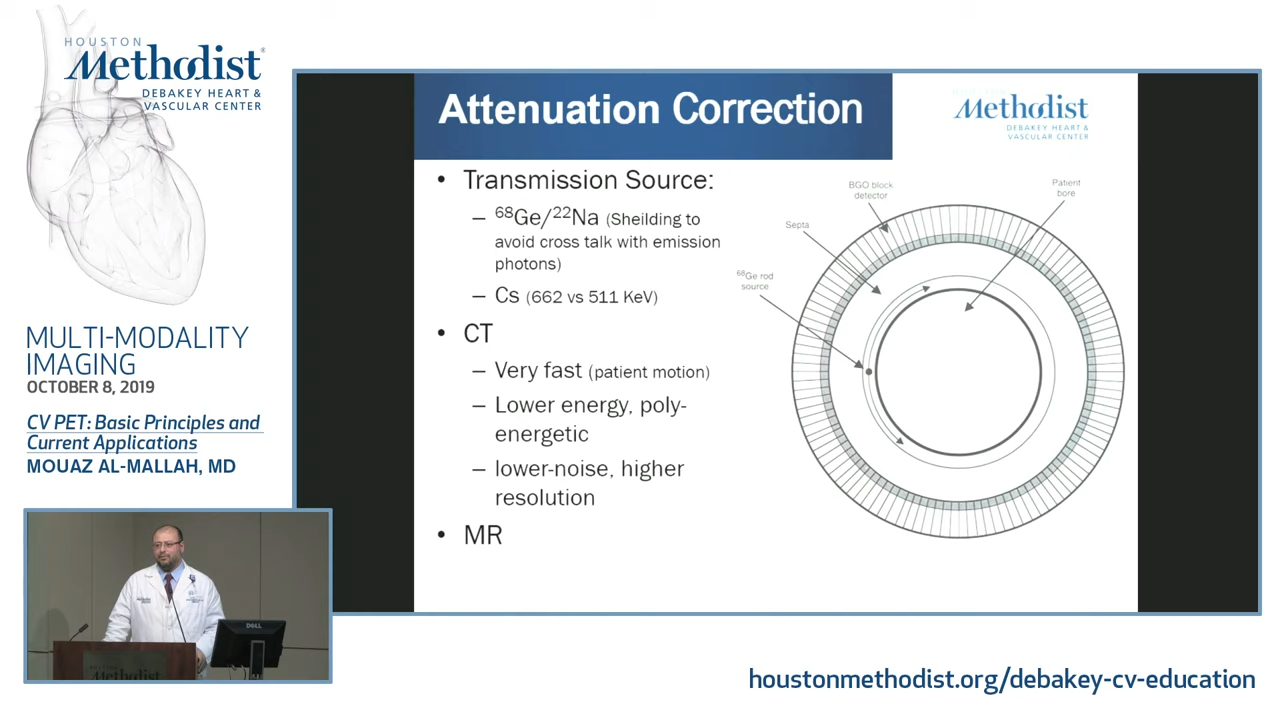 HOUSTON
Methodist
DEBAKEY HEART &
VASCULAR CENTER
MULTI-MODALITY
IMAGING
OCTOBER 8, 2019
CV PET: Basic Principles and
Current Applications
MOUAZ AL-MALLAH, MD
Attenuation Correction
Methodist
DEBAKEY HEART &
VASCULAR CENTER
• Transmission Source:
– 68Ge/22Na (Sheilding to
avoid cross talk with emission
photons)
– Cs (662 vs 511 KeV)
• CT
– Very fast (patient motion)
– Lower energy, poly-
energetic
– lower-noise, higher
resolution
• MR
BGO block
detector
Patient
bore
Septa
68Ge rod
source
DELL
Methodist
houstonmethodist.org/debakey-cv-education